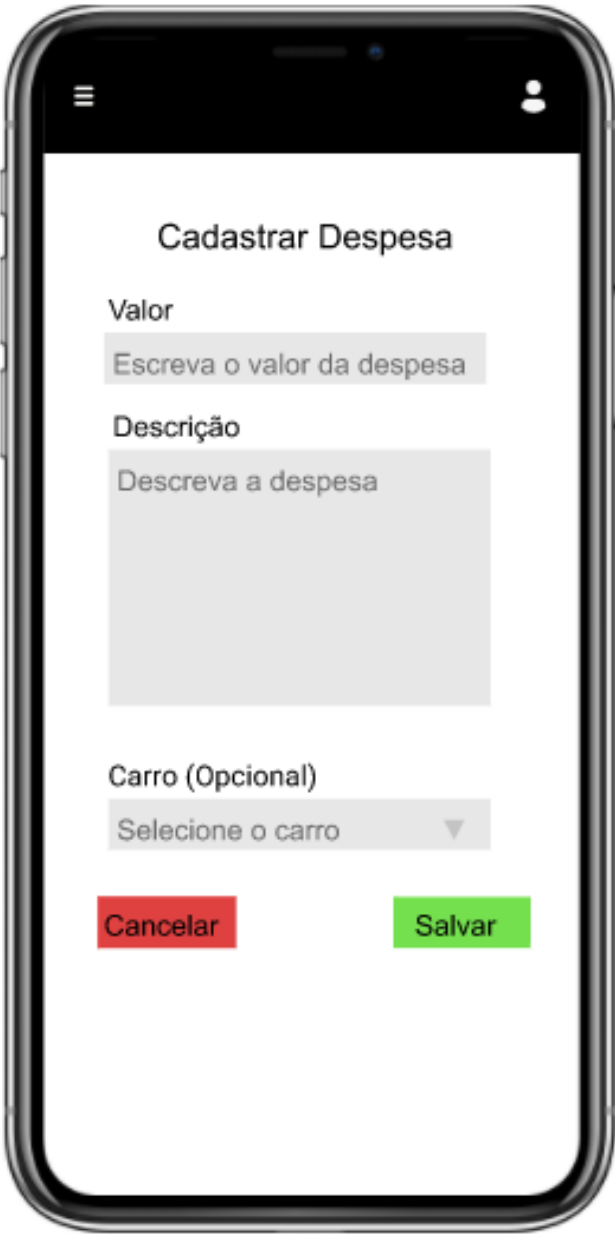 Cadastrar Despesa
Valor
Escreva o valor da despesa
Descrição
Descreva a despesa
Carro (Opcional)
Selecione o carro
Cancelar
Salvar